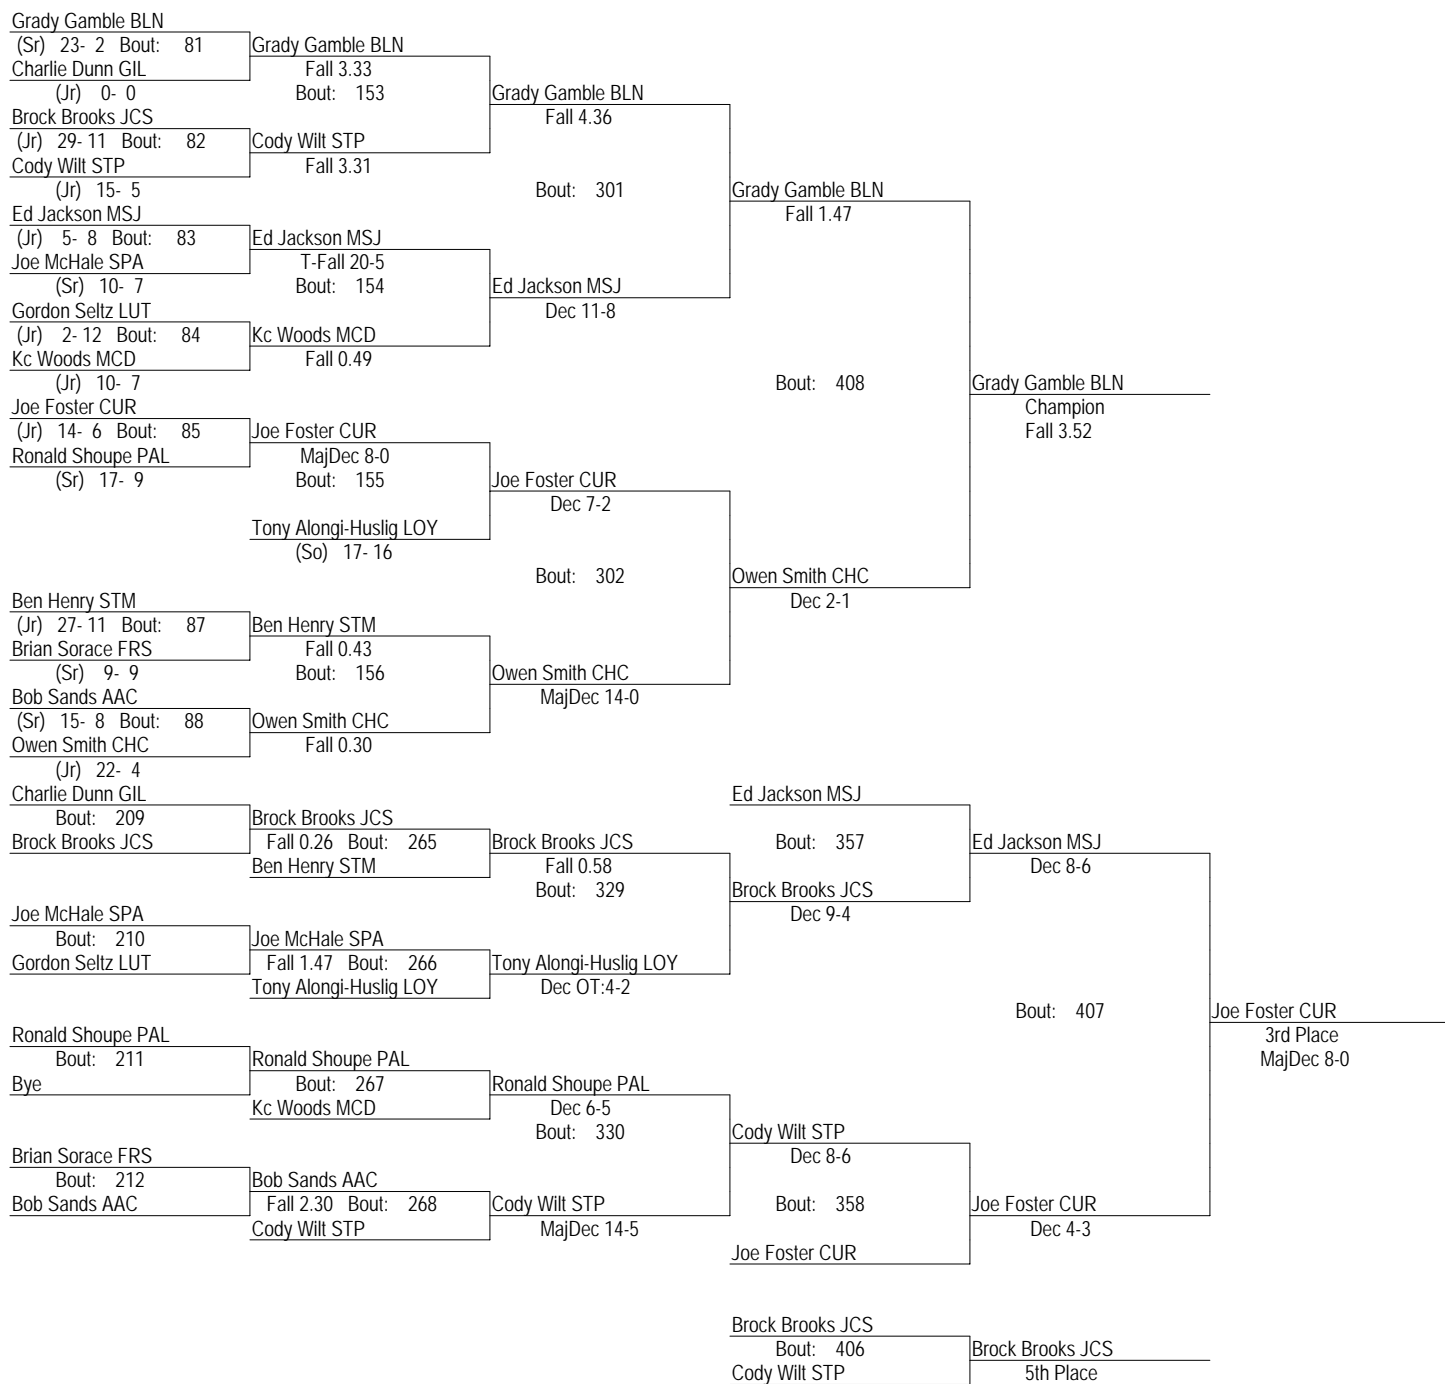 Grady Gamble BLN
(Sr) 23- 2 Bout: 81
Grady Gamble BLN
Charlie Dunn GIL
Fall 3.33
(Jr) 0- 0
Bout: 153
Grady Gamble BLN
Brock Brooks JCS
Fall 4.36
(Jr) 29- 11 Bout: 82
Cody Wilt STP
Cody Wilt STP
Fall 3.31
(Jr) 15- 5
Bout: 301
Grady Gamble BLN
Ed Jackson MSJ
Fall 1.47
(Jr) 5- 8 Bout: 83
Ed Jackson MSJ
Joe McHale SPA
T-Fall 20-5
(Sr) 10- 7
Bout: 154
Ed Jackson MSJ
Gordon Seltz LUT
Dec 11-8
(Jr) 2- 12 Bout: 84
Kc Woods MCD
Kc Woods MCD
Fall 0.49
(Jr) 10- 7
Bout: 408
Grady Gamble BLN
Joe Foster CUR
Champion
(Jr) 14- 6 Bout: 85
Joe Foster CUR
Fall 3.52
Ronald Shoupe PAL
MajDec 8-0
(Sr) 17- 9
Bout: 155
Joe Foster CUR
Dec 7-2
Tony Alongi-Huslig LOY
(So) 17- 16
Bout: 302
Owen Smith CHC
Ben Henry STM
Dec 2-1
(Jr) 27- 11 Bout: 87
Ben Henry STM
Brian Sorace FRS
Fall 0.43
(Sr) 9- 9
Bout: 156
Owen Smith CHC
Bob Sands AAC
MajDec 14-0
(Sr) 15- 8 Bout: 88
Owen Smith CHC
Owen Smith CHC
Fall 0.30
(Jr) 22- 4
Charlie Dunn GIL
Ed Jackson MSJ
Bout: 209
Brock Brooks JCS
Brock Brooks JCS
Fall 0.26 Bout: 265
Brock Brooks JCS
Bout: 357
Ed Jackson MSJ
Ben Henry STM
Fall 0.58
Dec 8-6
Bout: 329
Brock Brooks JCS
Joe McHale SPA
Dec 9-4
Bout: 210
Joe McHale SPA
Gordon Seltz LUT
Fall 1.47 Bout: 266
Tony Alongi-Huslig LOY
Tony Alongi-Huslig LOY
Dec OT:4-2
Bout: 407
Joe Foster CUR
Ronald Shoupe PAL
3rd Place
Bout: 211
Ronald Shoupe PAL
MajDec 8-0
Bye
Bout: 267
Ronald Shoupe PAL
Kc Woods MCD
Dec 6-5
Bout: 330
Cody Wilt STP
Brian Sorace FRS
Dec 8-6
Bout: 212
Bob Sands AAC
Bob Sands AAC
Fall 2.30 Bout: 268
Cody Wilt STP
Bout: 358
Joe Foster CUR
Cody Wilt STP
MajDec 14-5
Dec 4-3
Joe Foster CUR
Brock Brooks JCS
Bout: 406
Brock Brooks JCS
Cody Wilt STP
5th Place